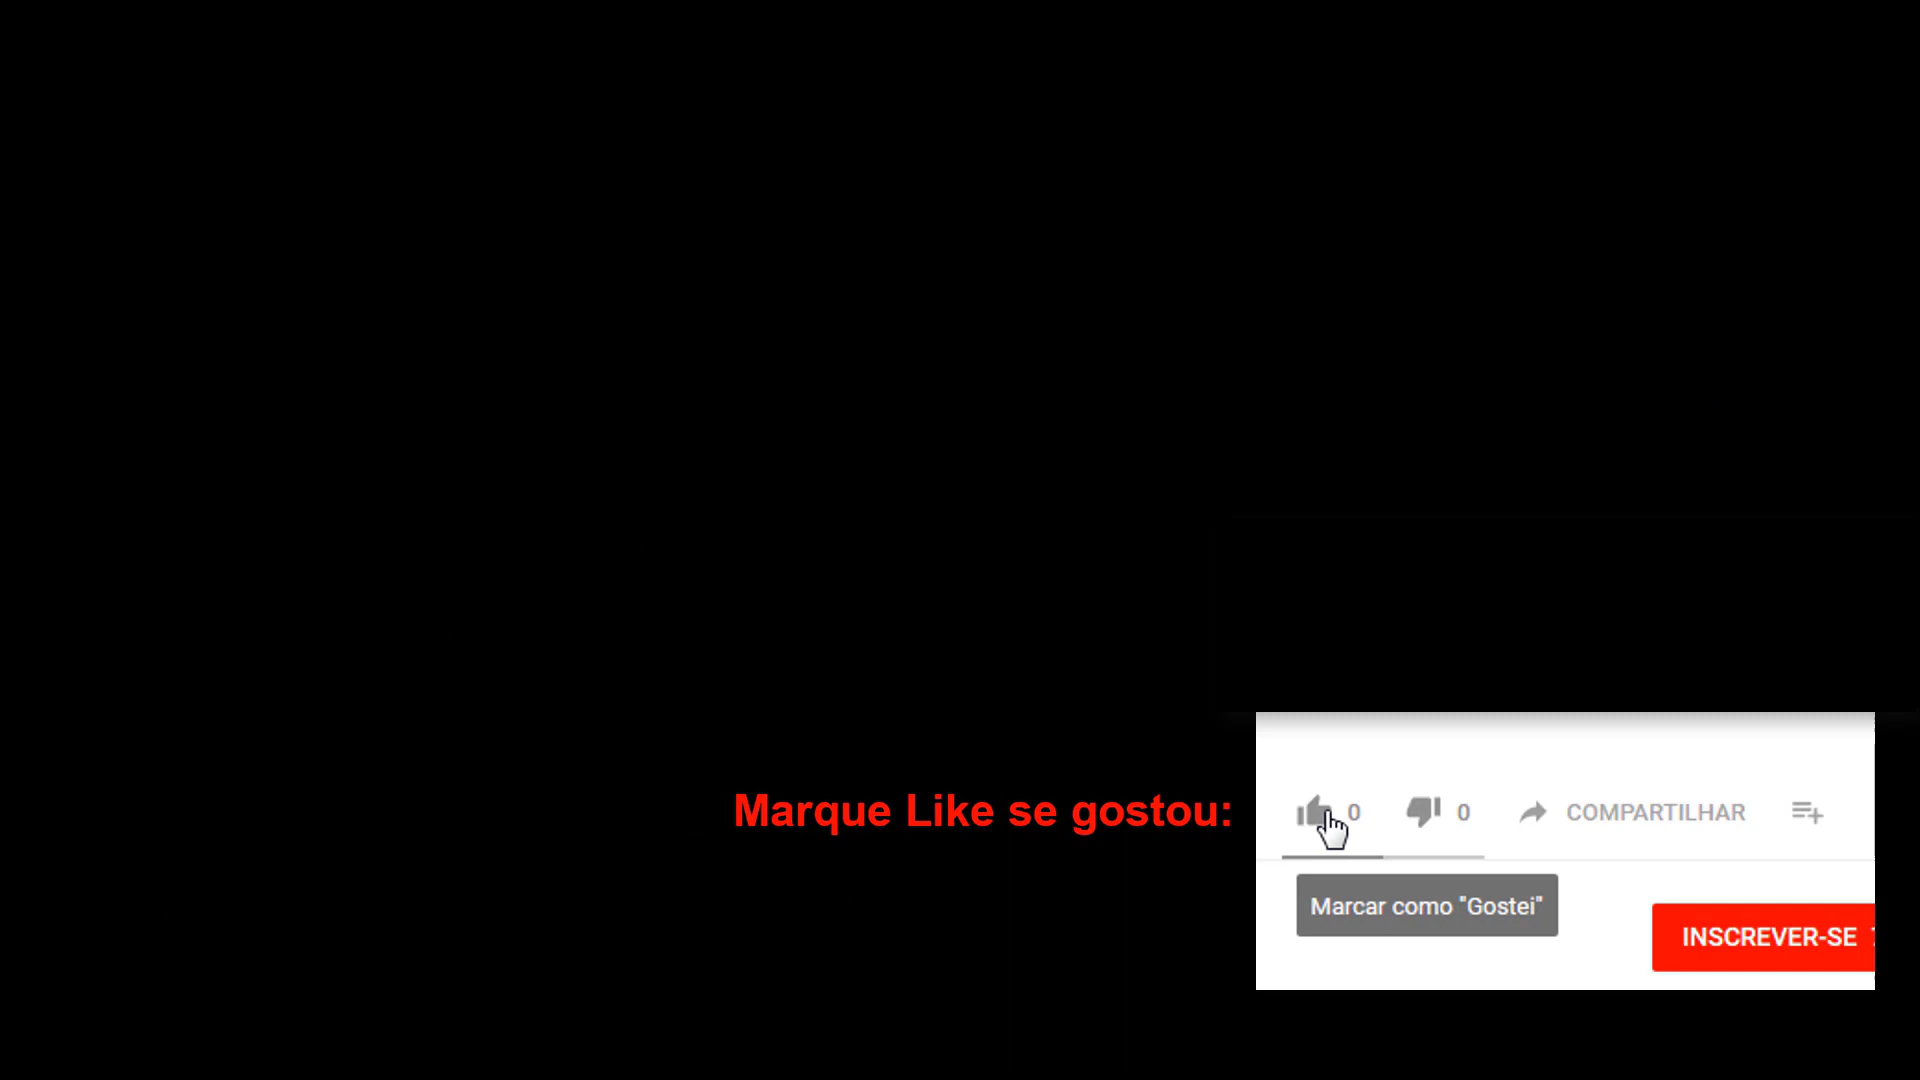 Marque Like se gostou:
0 0 COMPARTILHAR
Marcar como "Gostei"
INSCREVER-SE